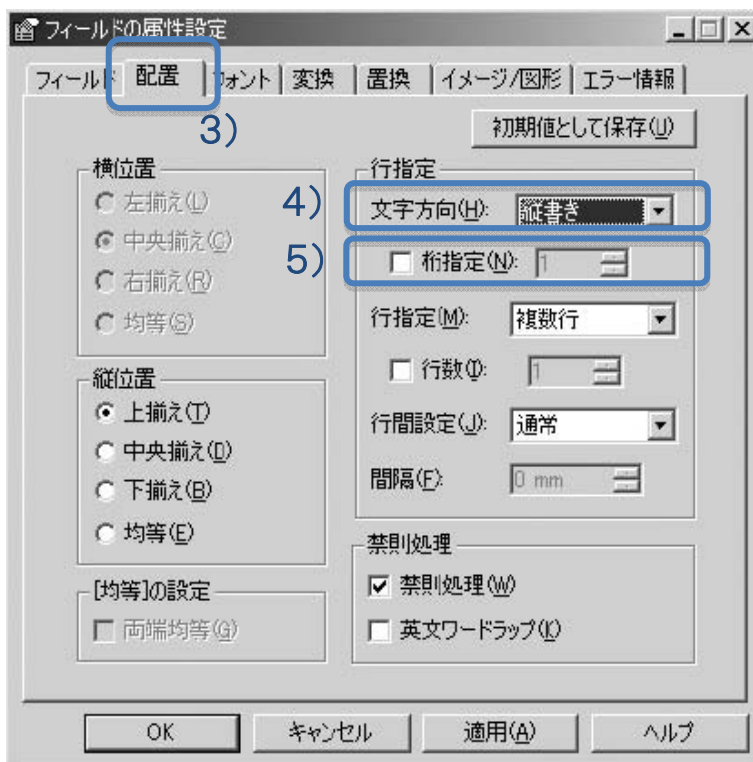 フィールドの属性設定
フィールド 配置 フォント 変換 置換 イメージ/図形 エラー情報
3)
初期値として保存(U)
横位置
左揃え(L)
中央揃え(C)
右揃え(R)
均等(S)
縦位置
上揃え(T)
中央揃え(D)
下揃え(B)
均等(E)
[均等]の設定
両端均等(G)
行指定
4) 文字方向(H): 縦書き
5) 桁指定(N): 1
行指定(M): 複数行
行数(I): 1
行間設定(J): 通常
間隔(F): 0 mm
禁則処理
禁則処理(W)
英文ワードラップ(K)
OK キャンセル 適用(A) ヘルプ